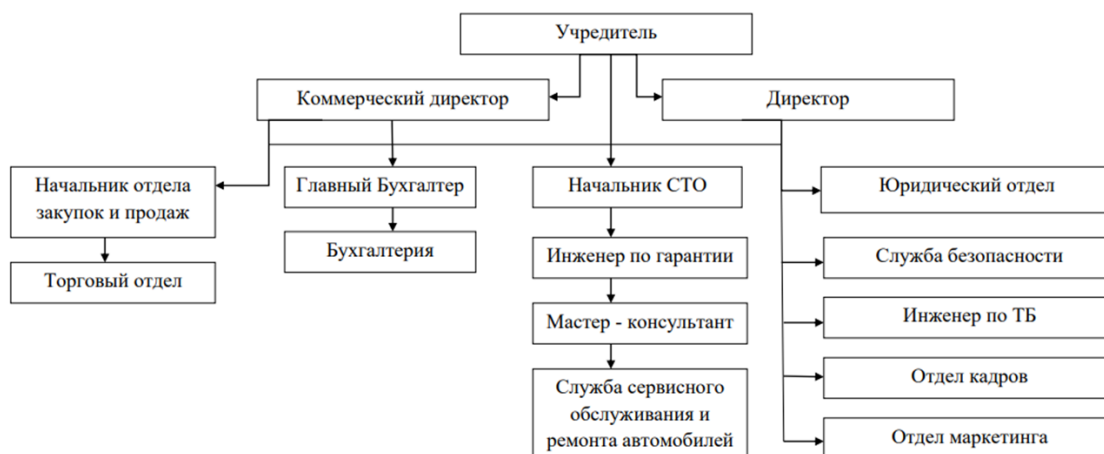 Учредитель
Коммерческий директор
Директор
Начальник отдела
закупок и продаж
Главный Бухгалтер
Начальник СТО
Юридический отдел
Бухгалтерия
Инженер по гарантии
Служба безопасности
Торговый отдел
Мастер - консультант
Инженер по ТБ
Служба сервисного
обслуживания и
ремонта автомобилей
Отдел кадров
Отдел маркетинга